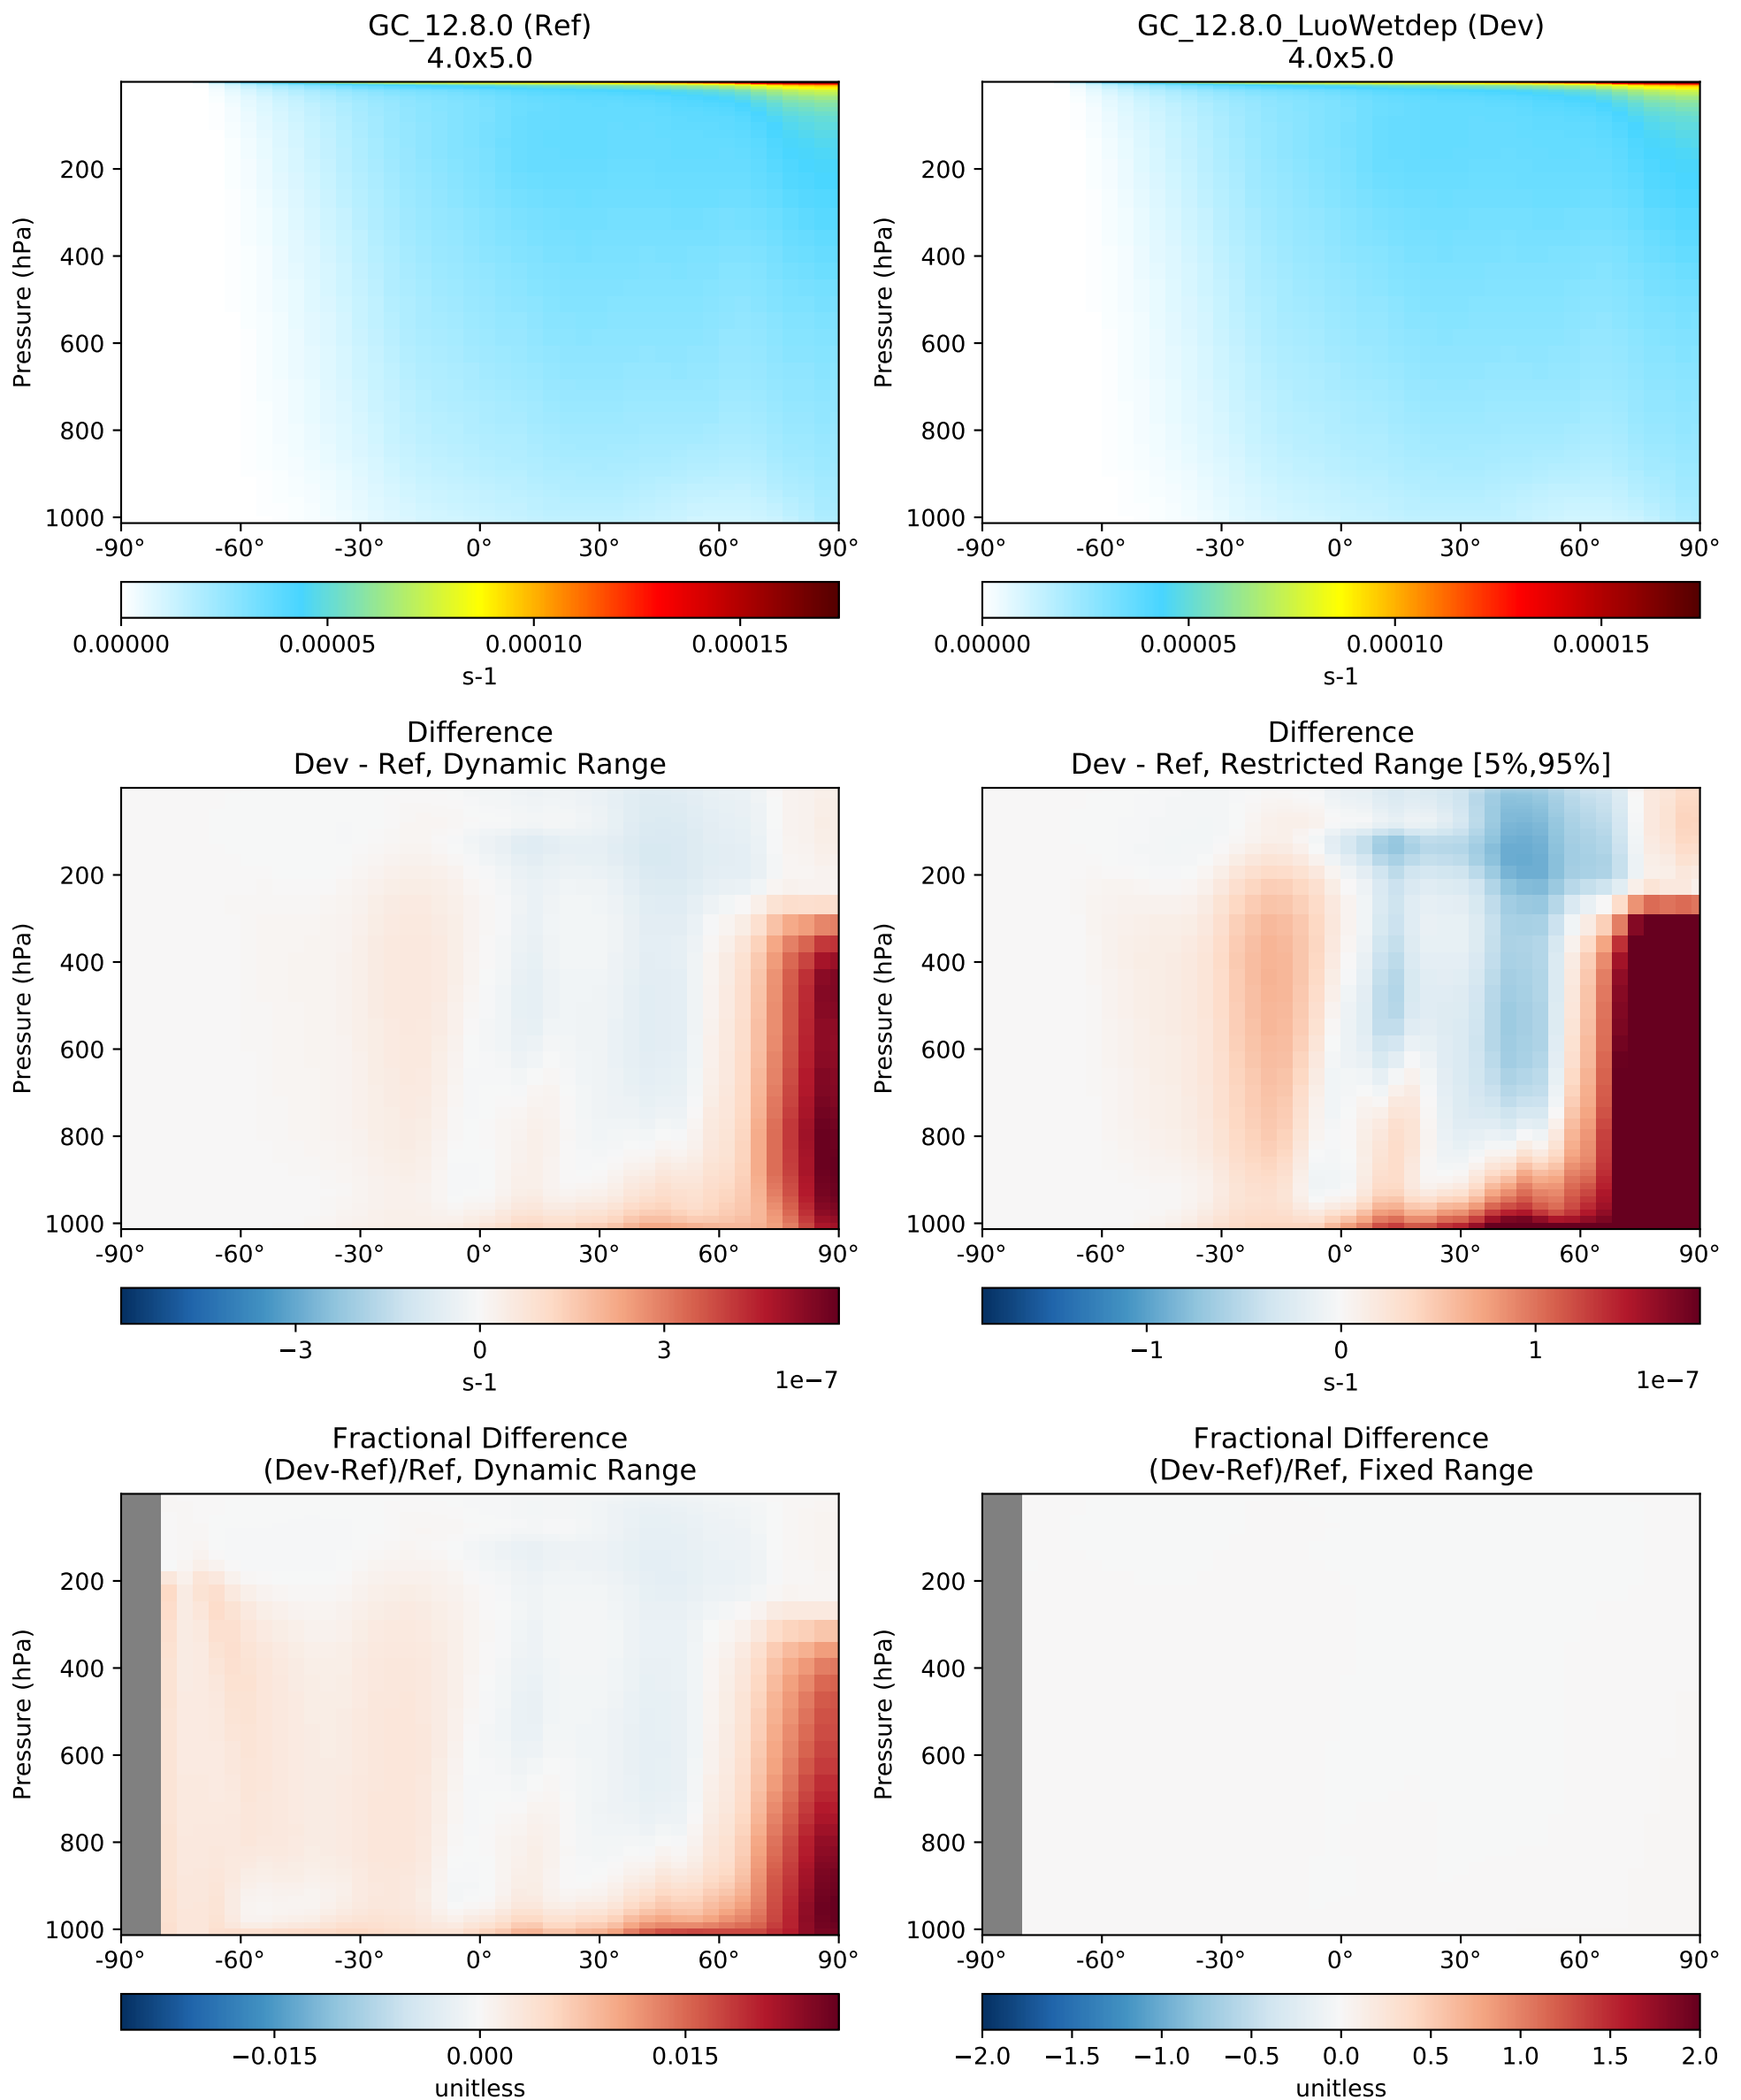 GC_12.8.0 (Ref)
4.0x5.0
Pressure (hPa)
200
400
600
800
1000
-90° -60° -30° 0° 30° 60° 90°
0.00000 0.00005 0.00010 0.00015
s-1
GC_12.8.0_LuoWetdep (Dev)
4.0x5.0
Pressure (hPa)
200
400
600
800
1000
-90° -60° -30° 0° 30° 60° 90°
0.00000 0.00005 0.00010 0.00015
s-1
Difference
Dev - Ref, Dynamic Range
Pressure (hPa)
200
400
600
800
1000
-90° -60° -30° 0° 30° 60° 90°
−3 0 3
s-1 1e−7
Difference
Dev - Ref, Restricted Range [5%,95%]
Pressure (hPa)
200
400
600
800
1000
-90° -60° -30° 0° 30° 60° 90°
−1 0 1
s-1 1e−7
Fractional Difference
(Dev-Ref)/Ref, Dynamic Range
Pressure (hPa)
200
400
600
800
1000
-90° -60° -30° 0° 30° 60° 90°
−0.015 0.000 0.015
unitless
Fractional Difference
(Dev-Ref)/Ref, Fixed Range
Pressure (hPa)
200
400
600
800
1000
-90° -60° -30° 0° 30° 60° 90°
−2.0 −1.5 −1.0 −0.5 0.0 0.5 1.0 1.5 2.0
unitless